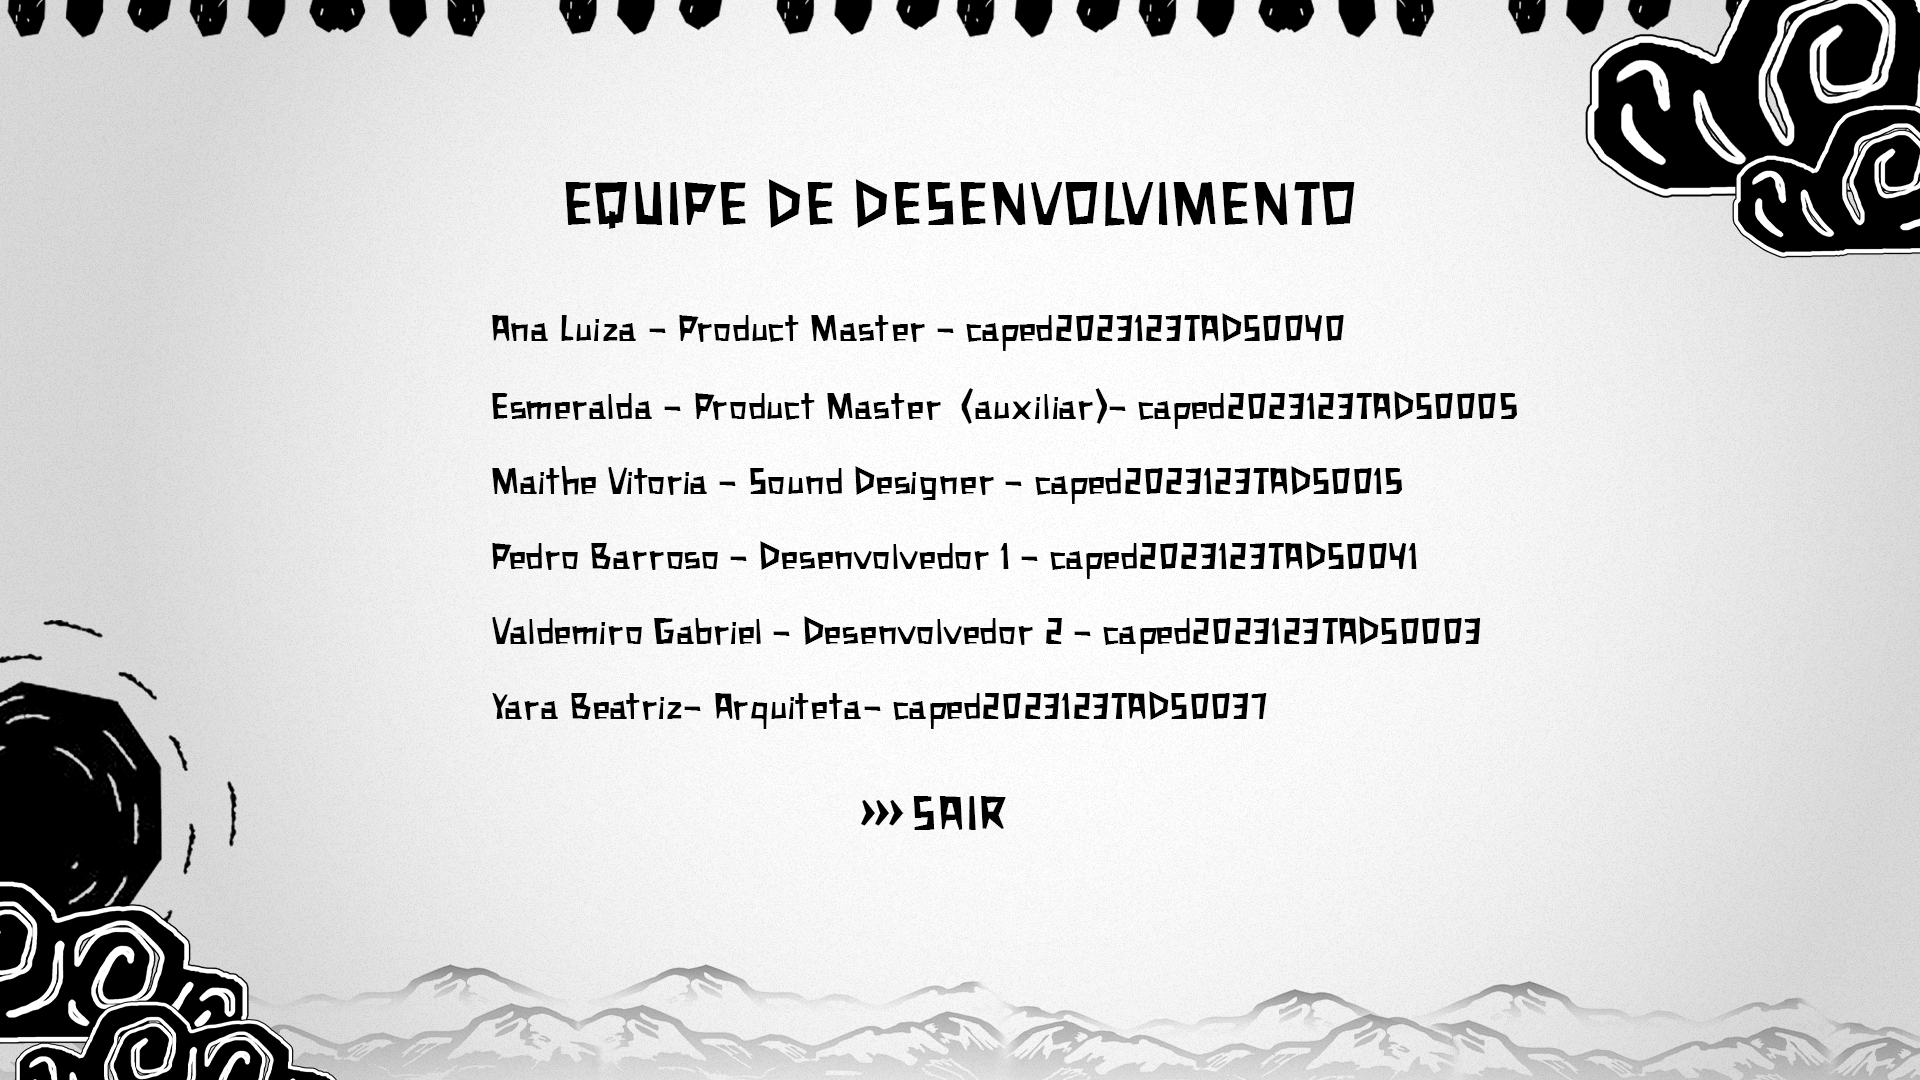 EQUIPE DE DESENVOLVIMENTO
Ana Luiza - Product Master - caped2023123TADS0040
Esmeralda - Product Master (auxiliar)- caped2023123TADS0005
Maithe Vitoria - Sound Designer - caped2023123TADS0015
Pedro Barroso - Desenvolvedor 1 - caped2023123TADS0041
Valdemiro Gabriel - Desenvolvedor 2 - caped2023123TADS0003
Yara Beatriz- Arquiteta- caped2023123TADS0037
>>> SAIR